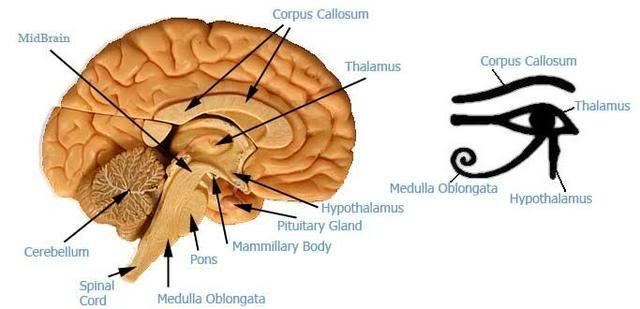 Corpus Callosum
MidBrain
Thalamus
Hypothalamus
Pituitary Gland
Mammillary Body
Pons
Cerebellum
Spinal
Cord
Medulla Oblongata
Corpus Callosum
Thalamus
Medulla Oblongata
Hypothalamus